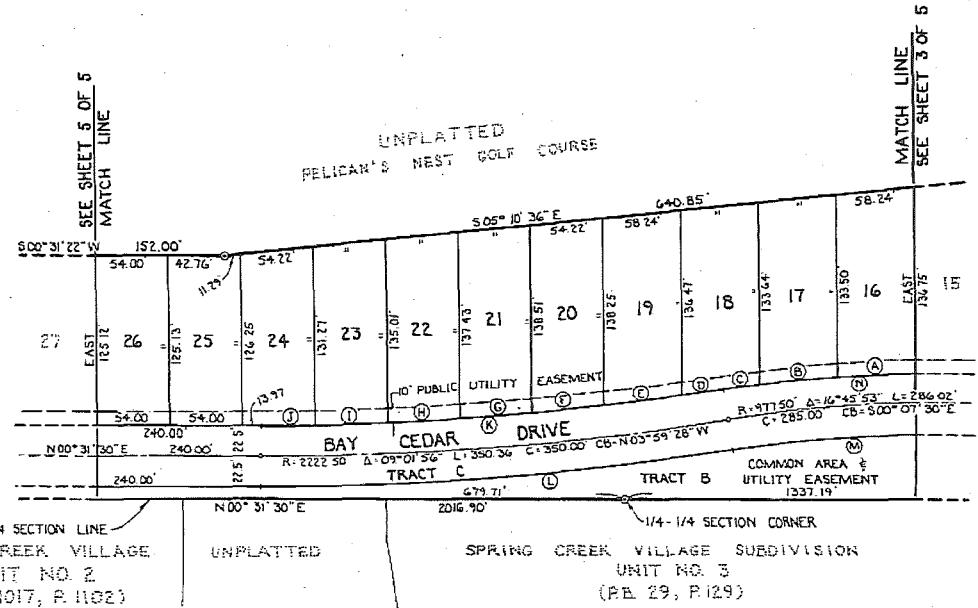 SEE SHEET 5 OF 5
MATCH LINE
MATCH LINE
SEE SHEET 3 OF 5
UNPLATTED
PELICAN'S NEST GOLF COURSE
S00°31'22"W
152.00'
S05° 10' 36" E
640.85'
54.00
42.76'
11.29'
54.22'
"
"
"
54.22'
58.24'
"
"
58.24'
27
EAST
125.12'
26
125.13'
25
126.25
24
131.27'
23
135.01'
22
137.43'
21
138.51'
20
138.25'
19
136.47'
18
133.64'
17
133.50'
16
EAST
136.75'
15
10' PUBLIC UTILITY EASEMENT
54.00
54.00
13.97
J
I
H
G
F
E
D
C
B
A
K
N
240.00'
BAY CEDAR DRIVE
R=977.50' Δ=16°45'53" L=286.02'
C=285.00' CB=S.00°07'30"E
N00°31'30"E
240.00'
22.5'
22.5'
R=2222.50' Δ=09°01'56" L=350.36' C=350.00' CB=N03°59'28"W
240.00'
TRACT C
L
TRACT B
COMMON AREA &
UTILITY EASEMENT
M
679.71'
1337.19'
N00° 31' 30" E
2016.90'
4 SECTION LINE
1/4-1/4 SECTION CORNER
REEK VILLAGE
IT NO. 2
1017, P. 1102)
UNPLATTED
SPRING CREEK VILLAGE SUBDIVISION
UNIT NO. 3
(P.B. 29, P.129)